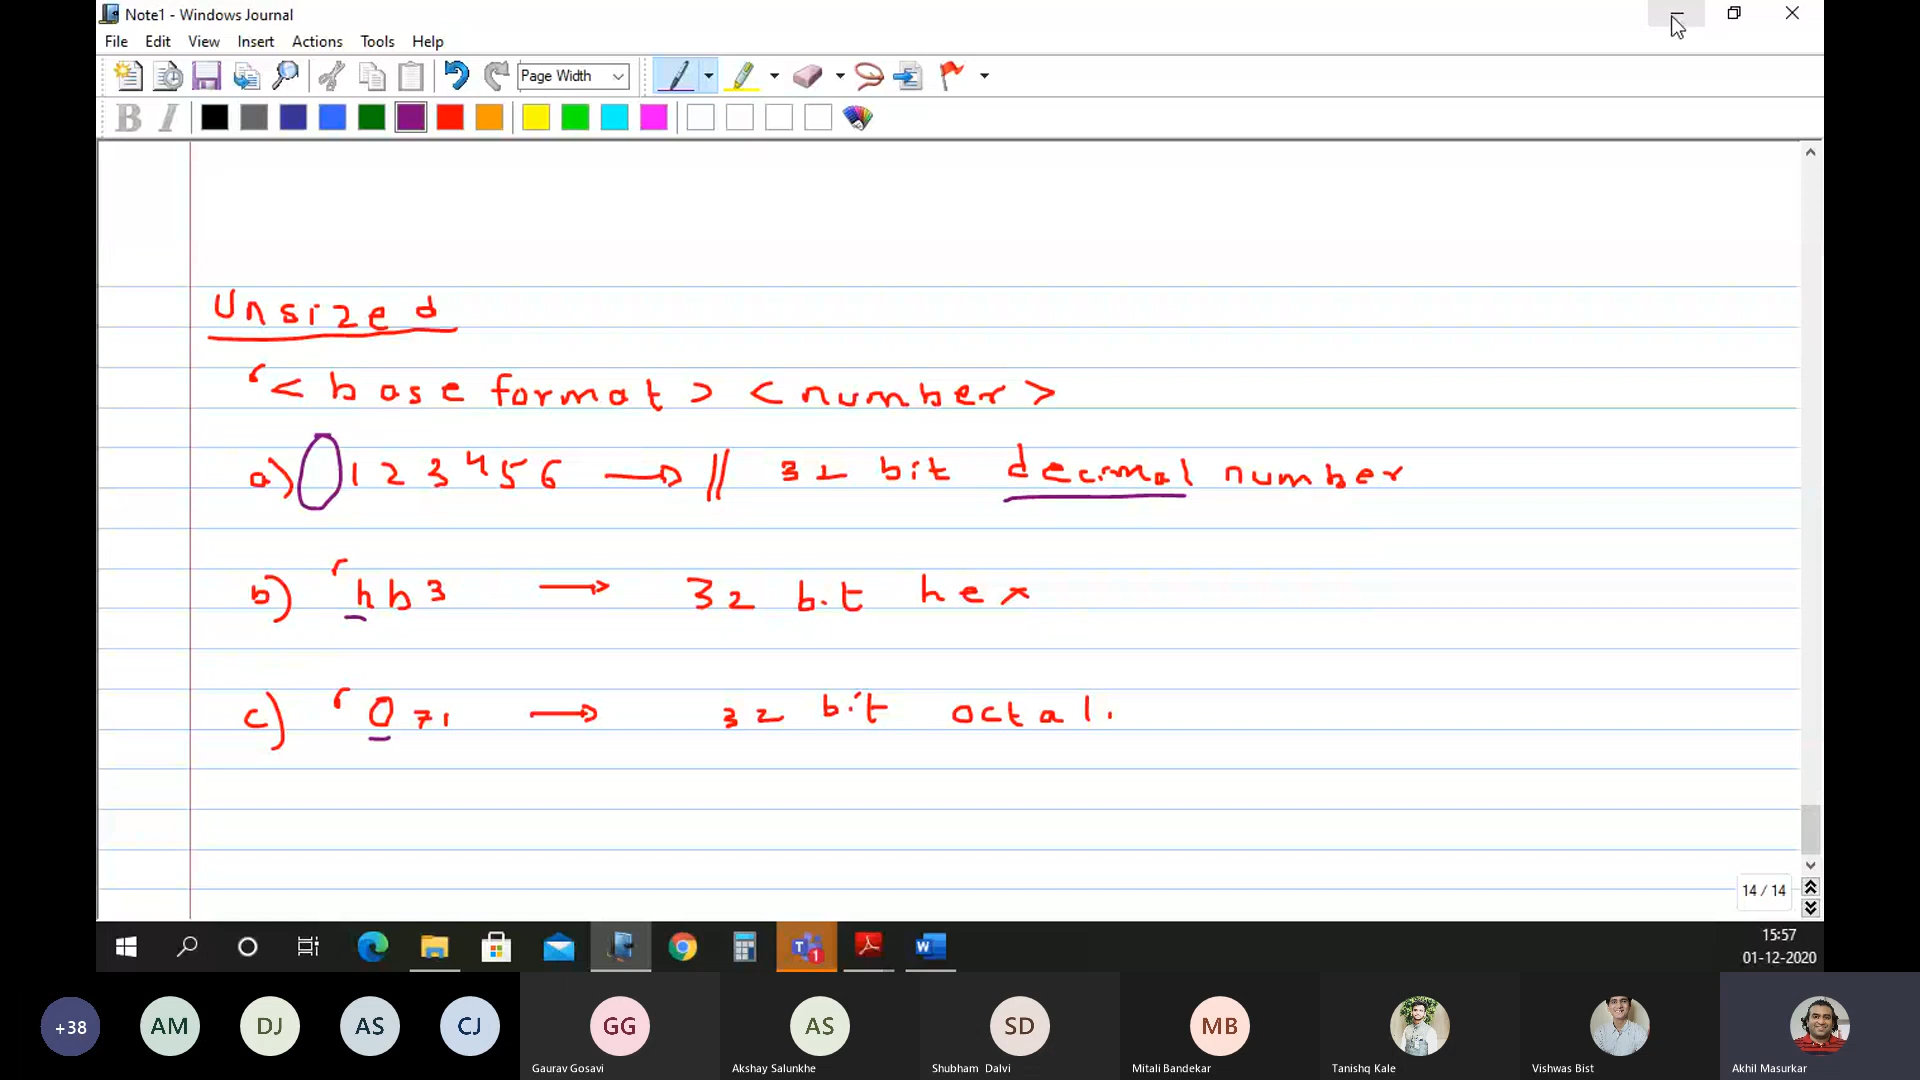 Note1 - Windows Journal
File Edit View Insert Actions Tools Help
Page Width
B I
Unsized
'< base format > < number >
a) 123456 → // 32 bit decimal number
b) 'hb3 → 32 bit hex
c) 'O71 → 32 bit octal.
14 / 14
15:57
01-12-2020
+38 AM DJ AS CJ GG AS SD MB
Gaurav Gosavi Akshay Salunkhe Shubham Dalvi Mitali Bandekar Tanishq Kale Vishwas Bist Akhil Masurkar